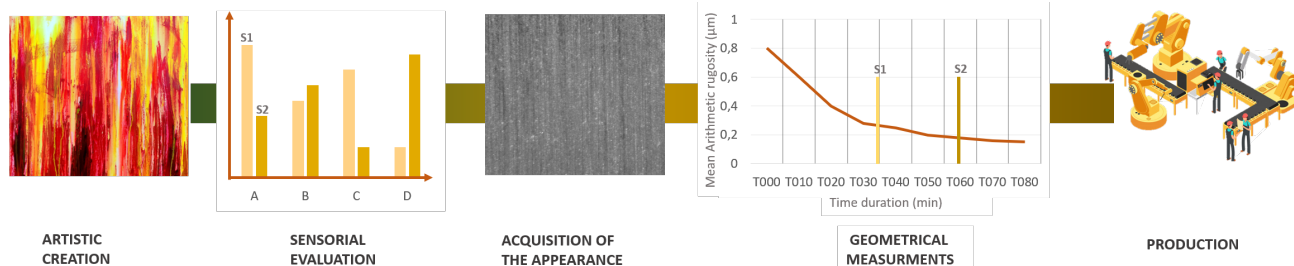 S1
S2
A B C D
Mean Arithmetic rugosity (µm)
1
0,8
0,6
0,4
0,2
0
S1
S2
T000 T010 T020 T030 T040 T050 T060 T070 T080
Time duration (min)
ARTISTIC
CREATION
SENSORIAL
EVALUATION
ACQUISITION OF
THE APPEARANCE
GEOMETRICAL
MEASURMENTS
PRODUCTION